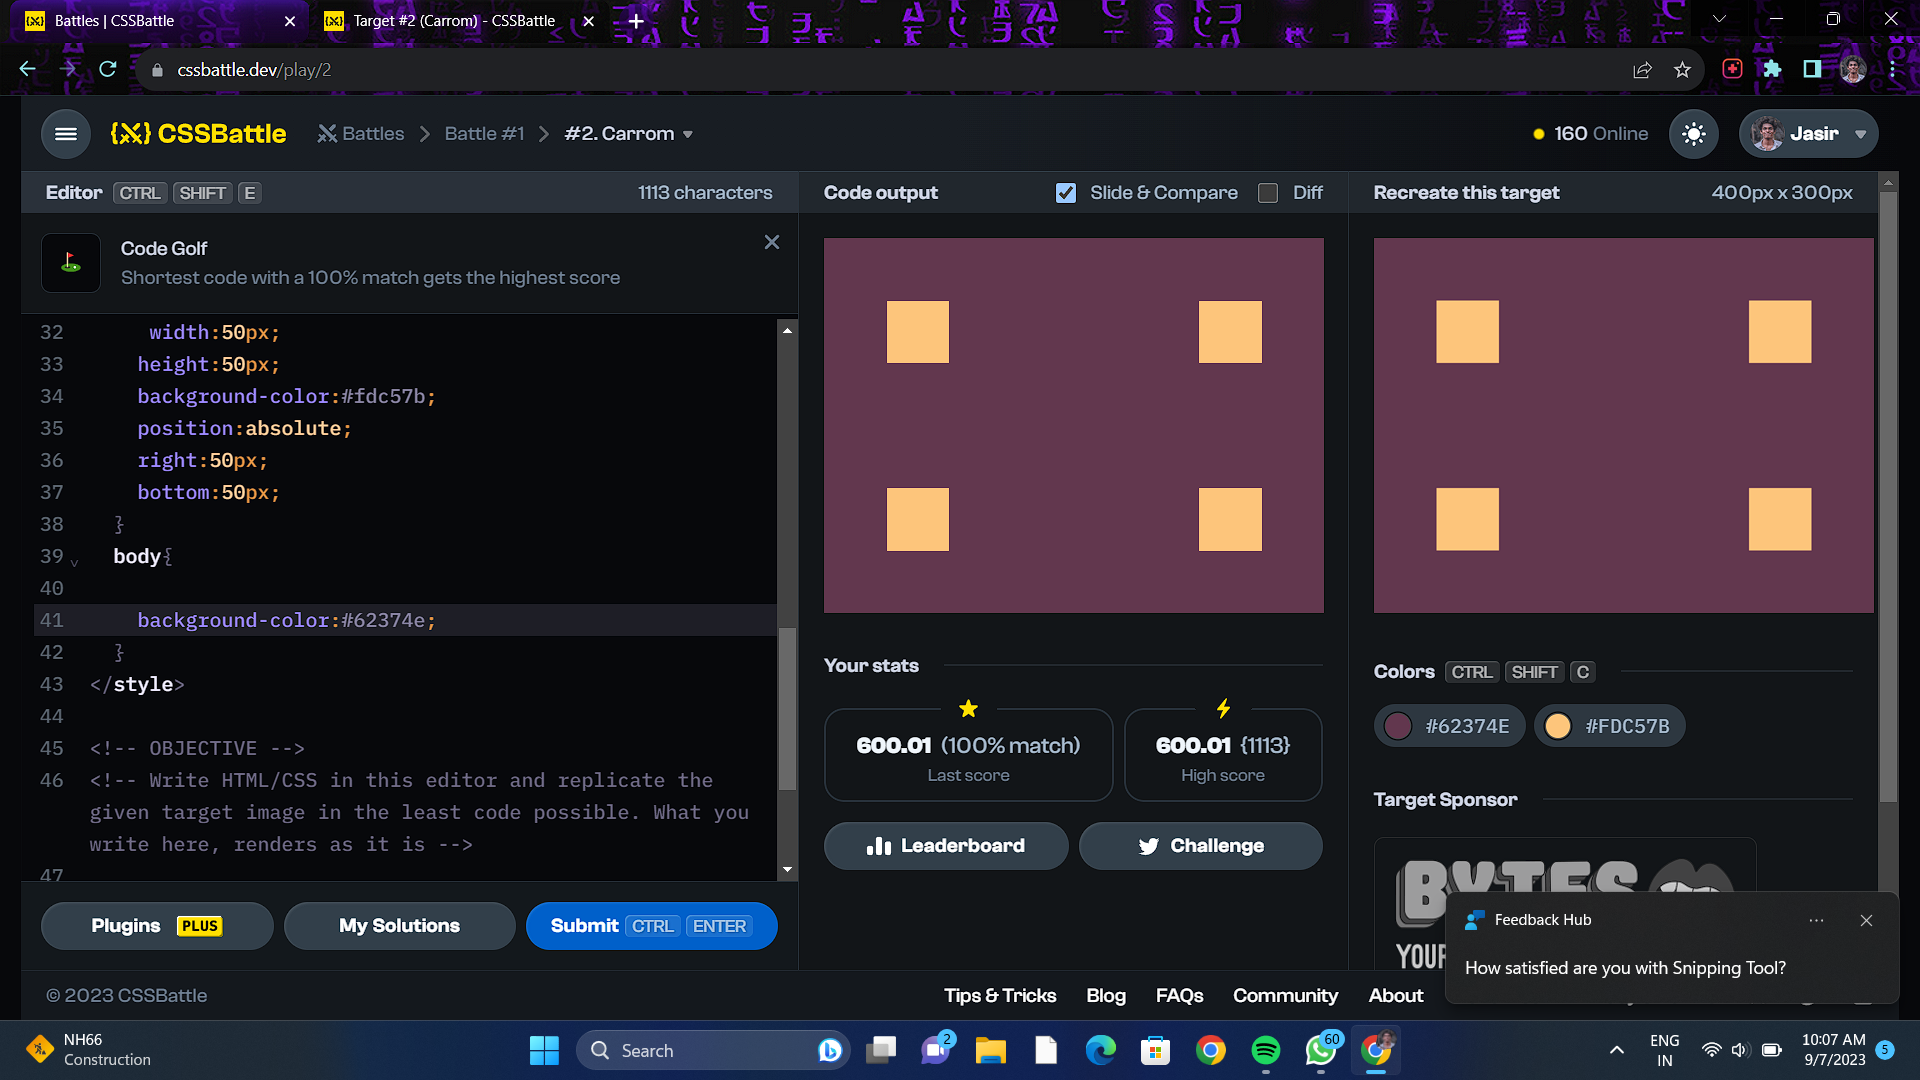 Battles | CSSBattle
Target #2 (Carrom) - CSSBattle
cssbattle.dev/play/2
CSSBattle
Battles
Battle #1
#2. Carrom
160 Online
Jasir
Editor CTRL SHIFT E
1113 characters
Code Golf
Shortest code with a 100% match gets the highest score
32 width:50px;
33 height:50px;
34 background-color:#fdc57b;
35 position:absolute;
36 right:50px;
37 bottom:50px;
38 }
39 body{
40
41 background-color:#62374e;
42 }
43 </style>
44
45 <!-- OBJECTIVE -->
46 <!-- Write HTML/CSS in this editor and replicate the
given target image in the least code possible. What you
write here, renders as it is -->
47
Plugins PLUS
My Solutions
Submit CTRL ENTER
Code output
Slide & Compare
Diff
Your stats
600.01 (100% match)
Last score
600.01 {1113}
High score
Leaderboard
Challenge
Recreate this target
400px x 300px
Colors CTRL SHIFT C
#62374E
#FDC57B
Target Sponsor
BYTES
YOUR
Feedback Hub
How satisfied are you with Snipping Tool?
© 2023 CSSBattle
Tips & Tricks
Blog
FAQs
Community
About
NH66
Construction
Search
2
60
ENG
IN
10:07 AM
9/7/2023
5